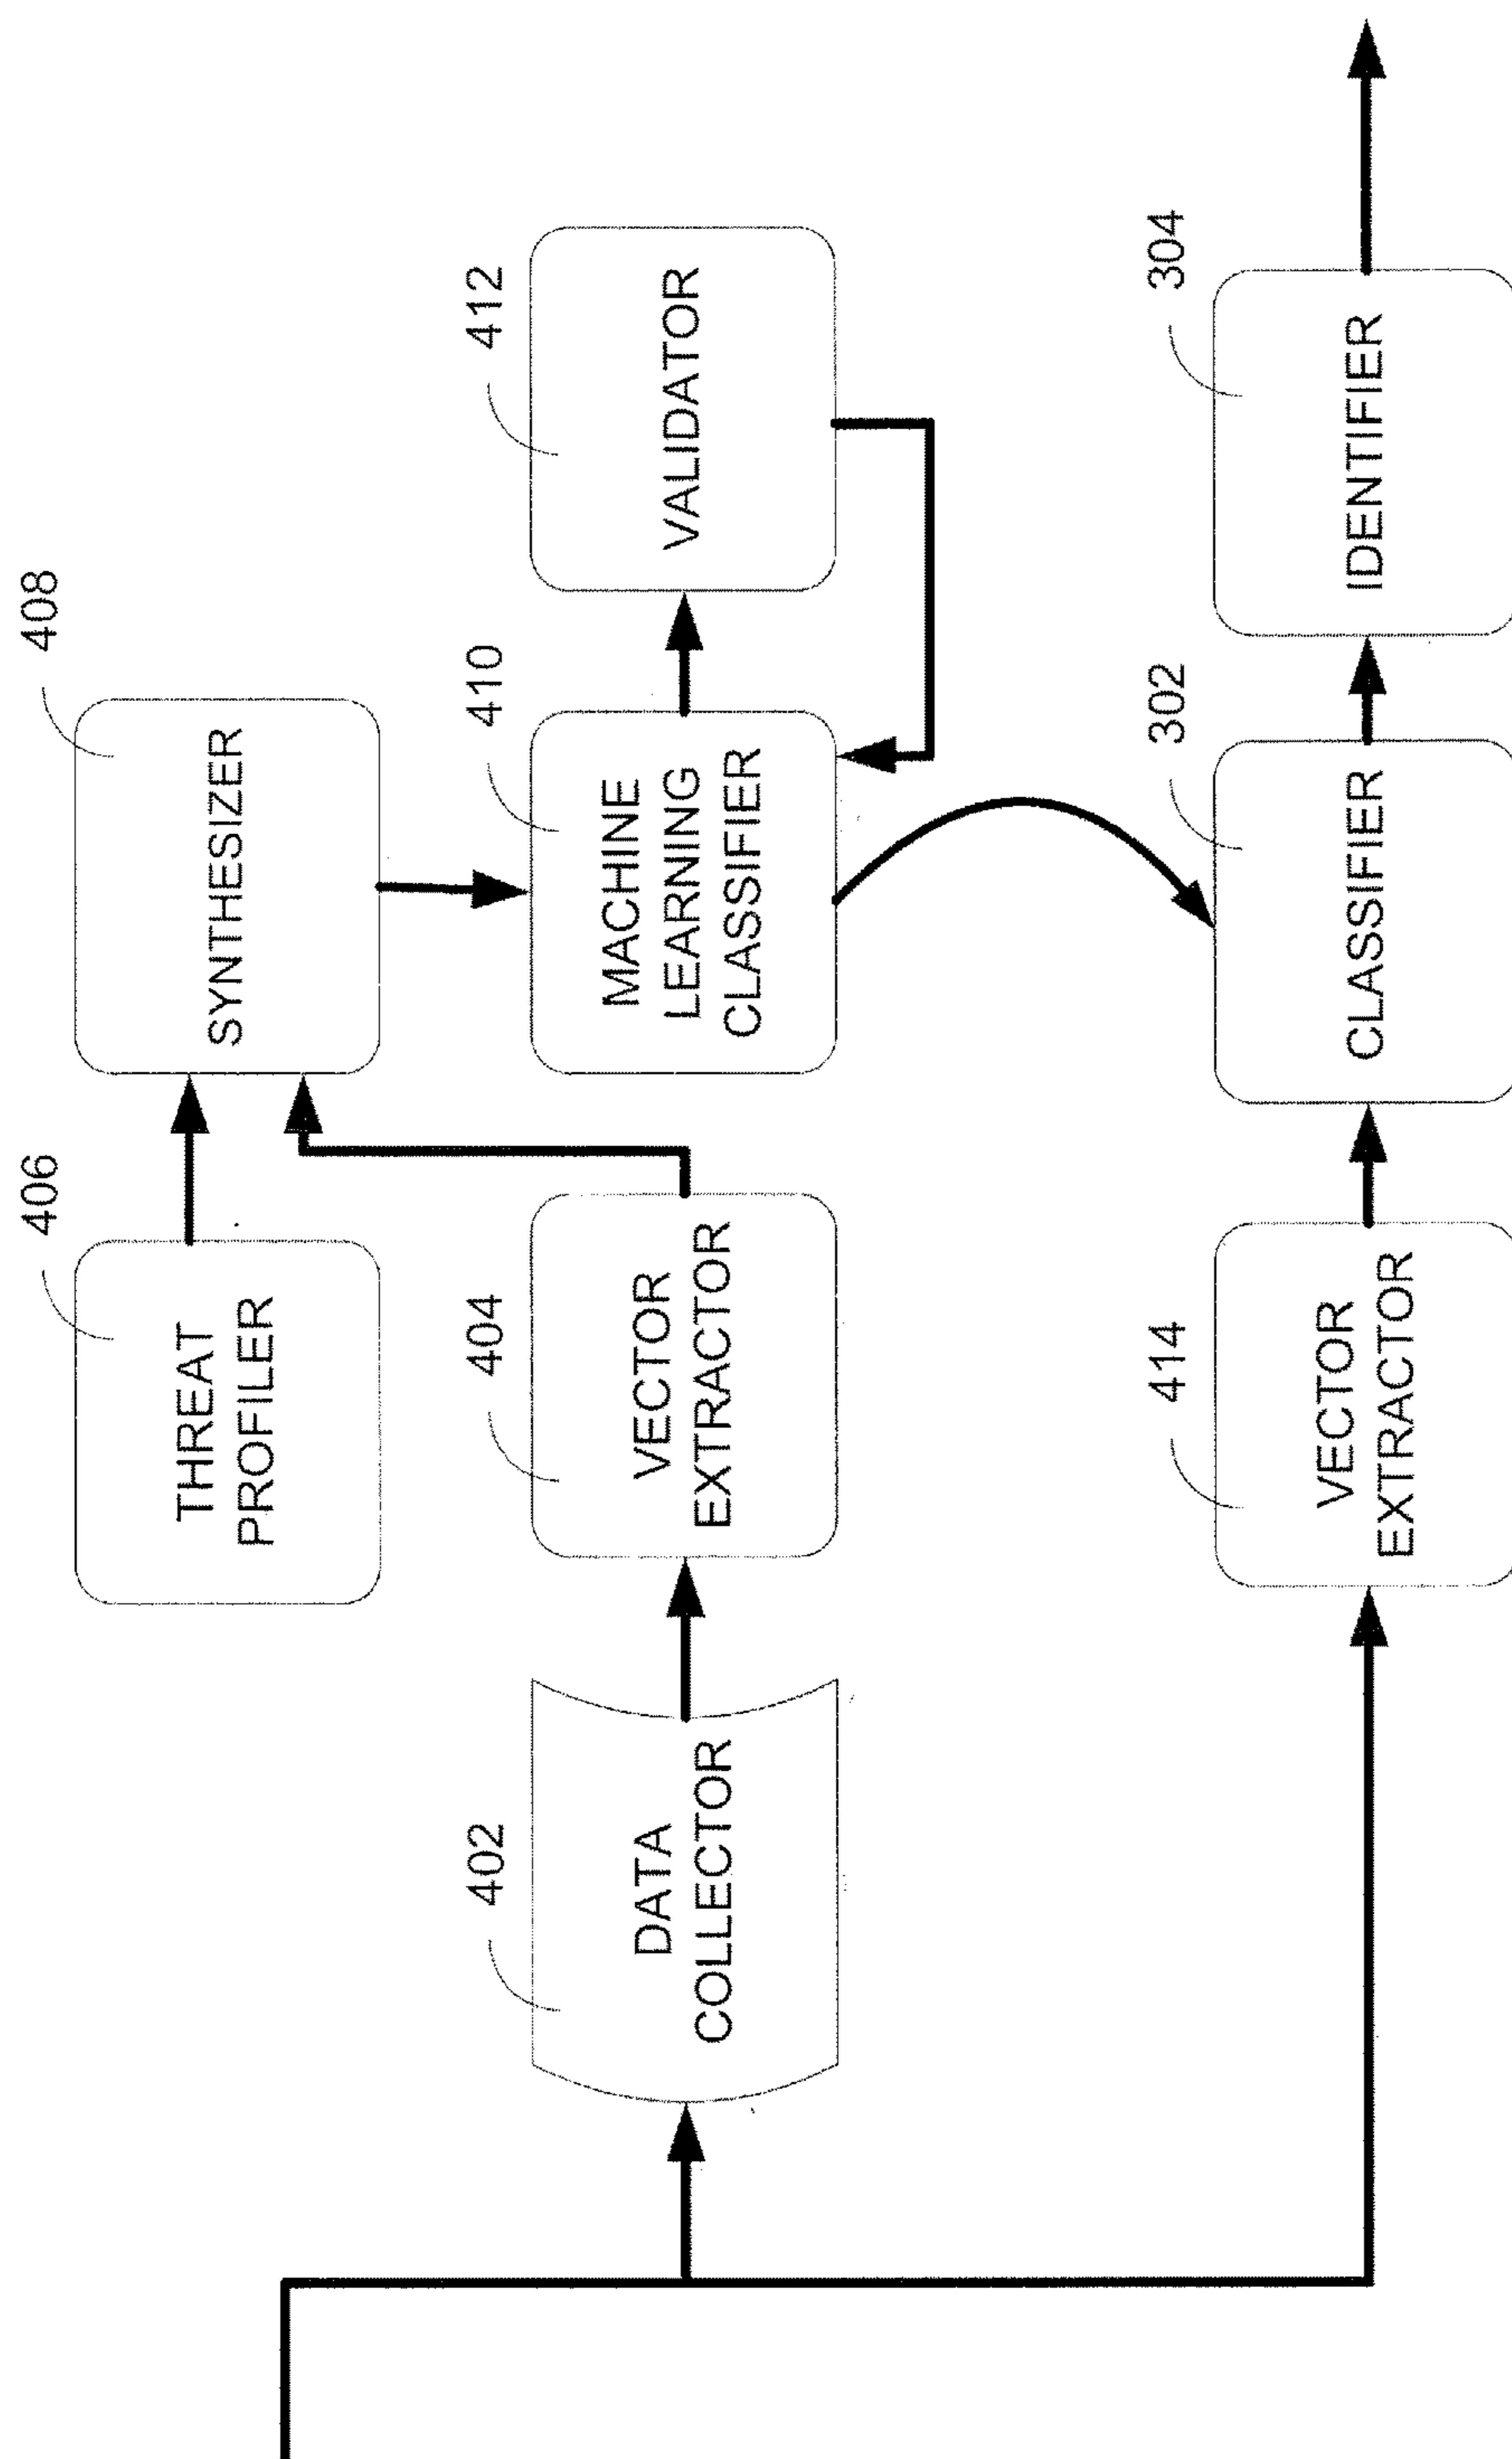 406
THREAT
PROFILER
408
SYNTHESIZER
402
DATA
COLLECTOR
404
VECTOR
EXTRACTOR
410
MACHINE
LEARNING
CLASSIFIER
412
VALIDATOR
414
VECTOR
EXTRACTOR
302
CLASSIFIER
304
IDENTIFIER